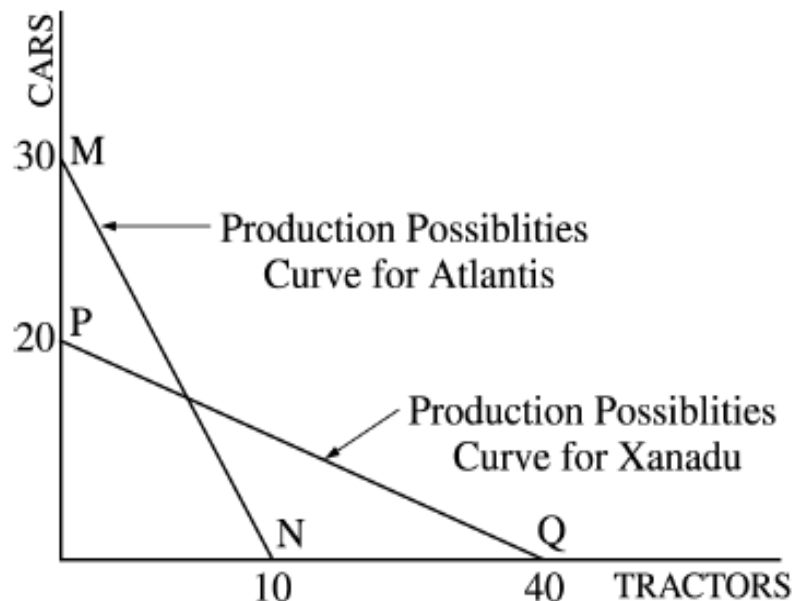 CARS
30
M
Production Possiblities
Curve for Atlantis
20
P
Production Possiblities
Curve for Xanadu
N
Q
10
40
TRACTORS